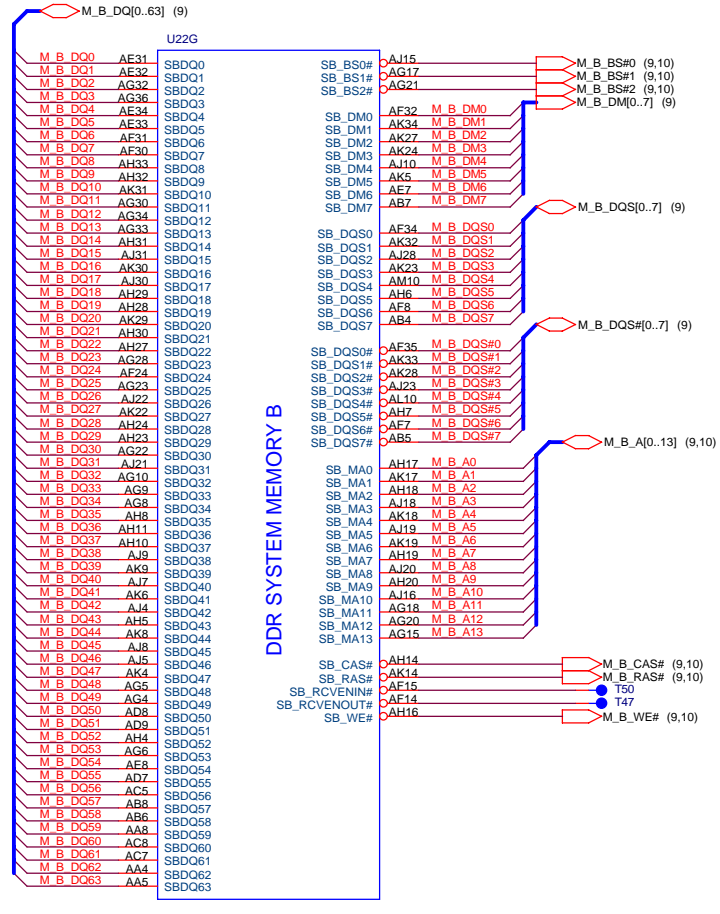 M_B_DQ[0..63] (9)
U22G
M_B_DQ0 AE31 SBDQ0
M_B_DQ1 AE32 SBDQ1
M_B_DQ2 AG32 SBDQ2
M_B_DQ3 AG36 SBDQ3
M_B_DQ4 AE34 SBDQ4
M_B_DQ5 AE33 SBDQ5
M_B_DQ6 AF31 SBDQ6
M_B_DQ7 AF30 SBDQ7
M_B_DQ8 AH33 SBDQ8
M_B_DQ9 AH32 SBDQ9
M_B_DQ10 AK31 SBDQ10
M_B_DQ11 AG30 SBDQ11
M_B_DQ12 AG34 SBDQ12
M_B_DQ13 AG33 SBDQ13
M_B_DQ14 AH31 SBDQ14
M_B_DQ15 AJ31 SBDQ15
M_B_DQ16 AK30 SBDQ16
M_B_DQ17 AJ30 SBDQ17
M_B_DQ18 AH29 SBDQ18
M_B_DQ19 AH28 SBDQ19
M_B_DQ20 AK29 SBDQ20
M_B_DQ21 AH30 SBDQ21
M_B_DQ22 AH27 SBDQ22
M_B_DQ23 AG28 SBDQ23
M_B_DQ24 AF24 SBDQ24
M_B_DQ25 AG23 SBDQ25
M_B_DQ26 AJ22 SBDQ26
M_B_DQ27 AK22 SBDQ27
M_B_DQ28 AH24 SBDQ28
M_B_DQ29 AH23 SBDQ29
M_B_DQ30 AG22 SBDQ30
M_B_DQ31 AJ21 SBDQ31
M_B_DQ32 AG10 SBDQ32
M_B_DQ33 AG9 SBDQ33
M_B_DQ34 AG8 SBDQ34
M_B_DQ35 AH8 SBDQ35
M_B_DQ36 AH11 SBDQ36
M_B_DQ37 AH10 SBDQ37
M_B_DQ38 AJ9 SBDQ38
M_B_DQ39 AK9 SBDQ39
M_B_DQ40 AJ7 SBDQ40
M_B_DQ41 AK6 SBDQ41
M_B_DQ42 AJ4 SBDQ42
M_B_DQ43 AH5 SBDQ43
M_B_DQ44 AK8 SBDQ44
M_B_DQ45 AJ8 SBDQ45
M_B_DQ46 AJ5 SBDQ46
M_B_DQ47 AK4 SBDQ47
M_B_DQ48 AG5 SBDQ48
M_B_DQ49 AG4 SBDQ49
M_B_DQ50 AD8 SBDQ50
M_B_DQ51 AD9 SBDQ51
M_B_DQ52 AH4 SBDQ52
M_B_DQ53 AG6 SBDQ53
M_B_DQ54 AE8 SBDQ54
M_B_DQ55 AD7 SBDQ55
M_B_DQ56 AC5 SBDQ56
M_B_DQ57 AB8 SBDQ57
M_B_DQ58 AB6 SBDQ58
M_B_DQ59 AA8 SBDQ59
M_B_DQ60 AC8 SBDQ60
M_B_DQ61 AC7 SBDQ61
M_B_DQ62 AA4 SBDQ62
M_B_DQ63 AA5 SBDQ63
DDR SYSTEM MEMORY B
SB_BS0# AJ15 M_B_BS#0 (9,10)
SB_BS1# AG17 M_B_BS#1 (9,10)
SB_BS2# AG21 M_B_BS#2 (9,10)
M_B_DM[0..7] (9)
SB_DM0 AF32 M_B_DM0
SB_DM1 AK34 M_B_DM1
SB_DM2 AK27 M_B_DM2
SB_DM3 AK24 M_B_DM3
SB_DM4 AJ10 M_B_DM4
SB_DM5 AK5 M_B_DM5
SB_DM6 AE7 M_B_DM6
SB_DM7 AB7 M_B_DM7
M_B_DQS[0..7] (9)
SB_DQS0 AF34 M_B_DQS0
SB_DQS1 AK32 M_B_DQS1
SB_DQS2 AJ28 M_B_DQS2
SB_DQS3 AK23 M_B_DQS3
SB_DQS4 AM10 M_B_DQS4
SB_DQS5 AH6 M_B_DQS5
SB_DQS6 AF8 M_B_DQS6
SB_DQS7 AB4 M_B_DQS7
M_B_DQS#[0..7] (9)
SB_DQS0# AF35 M_B_DQS#0
SB_DQS1# AK33 M_B_DQS#1
SB_DQS2# AK28 M_B_DQS#2
SB_DQS3# AJ23 M_B_DQS#3
SB_DQS4# AL10 M_B_DQS#4
SB_DQS5# AH7 M_B_DQS#5
SB_DQS6# AF7 M_B_DQS#6
SB_DQS7# AB5 M_B_DQS#7
M_B_A[0..13] (9,10)
SB_MA0 AH17 M_B_A0
SB_MA1 AK17 M_B_A1
SB_MA2 AH18 M_B_A2
SB_MA3 AJ18 M_B_A3
SB_MA4 AK18 M_B_A4
SB_MA5 AJ19 M_B_A5
SB_MA6 AK19 M_B_A6
SB_MA7 AH19 M_B_A7
SB_MA8 AJ20 M_B_A8
SB_MA9 AH20 M_B_A9
SB_MA10 AJ16 M_B_A10
SB_MA11 AG18 M_B_A11
SB_MA12 AG20 M_B_A12
SB_MA13 AG15 M_B_A13
SB_CAS# AH14 M_B_CAS# (9,10)
SB_RAS# AK14 M_B_RAS# (9,10)
SB_RCVENIN# AF15 T50
SB_RCVENOUT# AF14 T47
SB_WE# AH16 M_B_WE# (9,10)